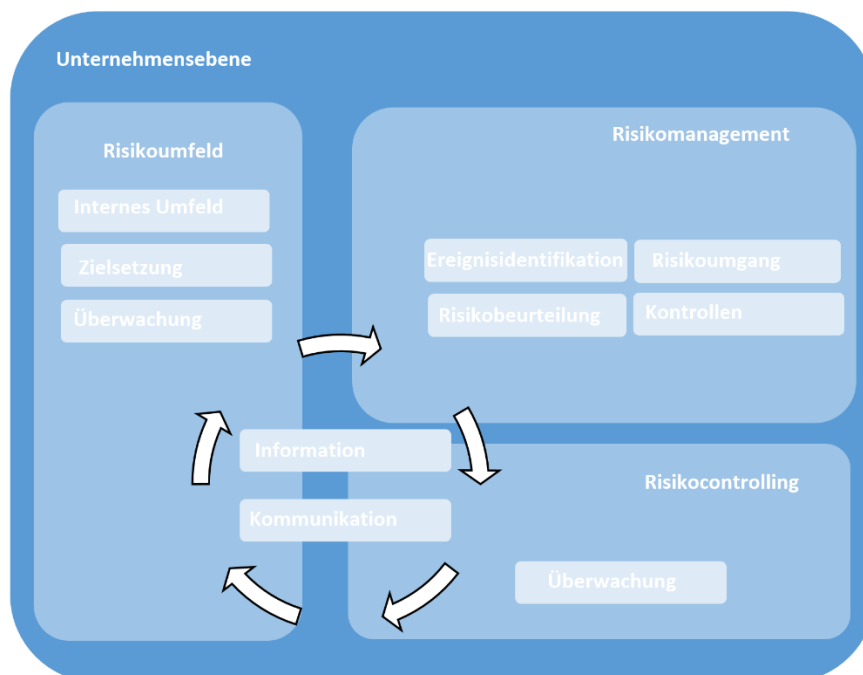 Unternehmensebene
Risikoumfeld
Internes Umfeld
Zielsetzung
Überwachung
Risikomanagement
Ereignisidentifikation
Risikoumgang
Risikobeurteilung
Kontrollen
Information
Kommunikation
Risikocontrolling
Überwachung